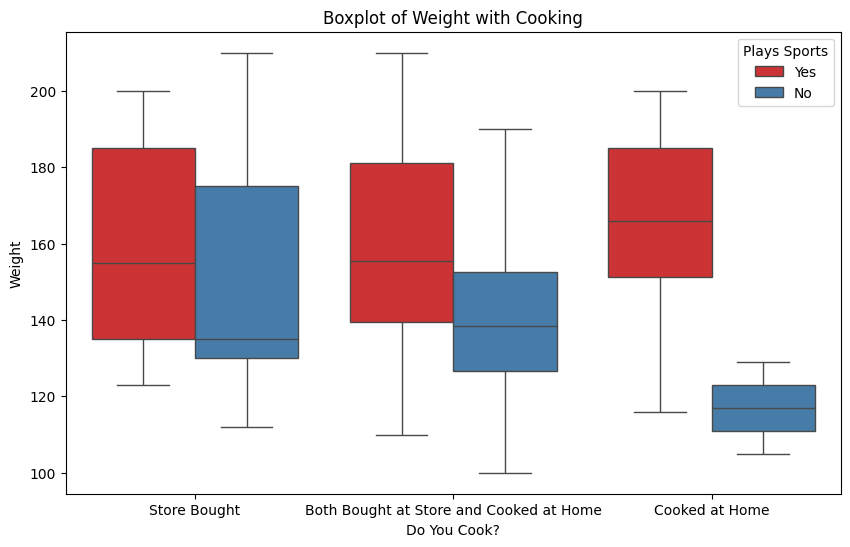 Boxplot of Weight with Cooking
Plays Sports
Yes
No
200
180
160
140
120
100
Weight
Store Bought
Both Bought at Store and Cooked at Home
Cooked at Home
Do You Cook?